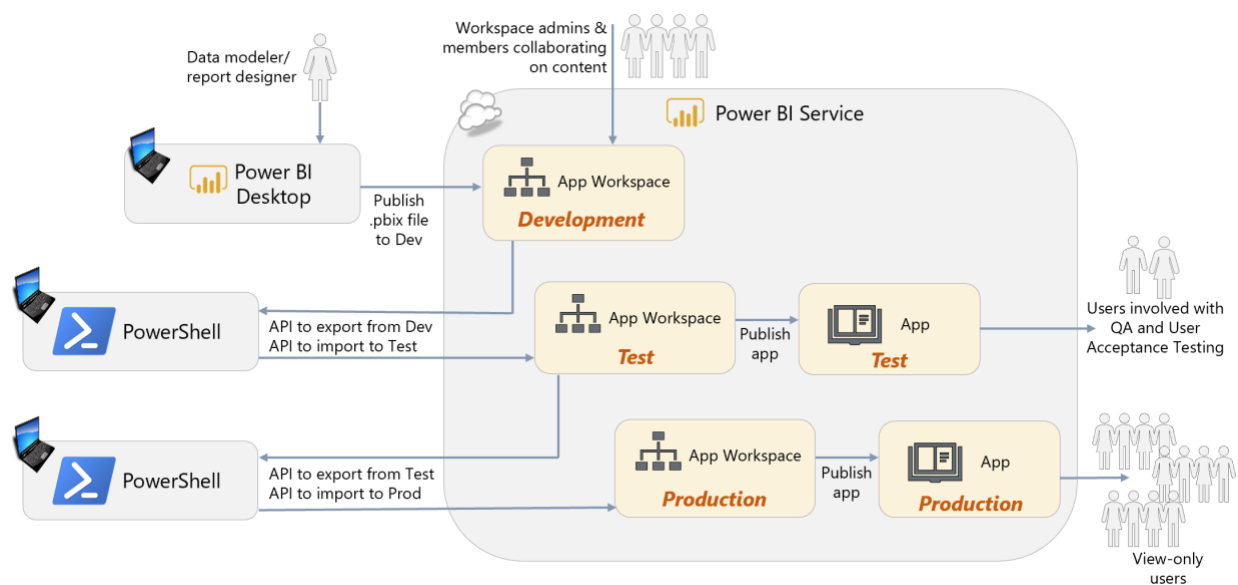 Workspace admins &
members collaborating
on content
Data modeler/
report designer
Power BI Service
Power BI
Desktop
Publish
.pbix file
to Dev
App Workspace
Development
PowerShell
API to export from Dev
API to import to Test
App Workspace
Test
Publish
app
App
Test
Users involved with
QA and User
Acceptance Testing
PowerShell
API to export from Test
API to import to Prod
App Workspace
Production
Publish
app
App
Production
View-only
users